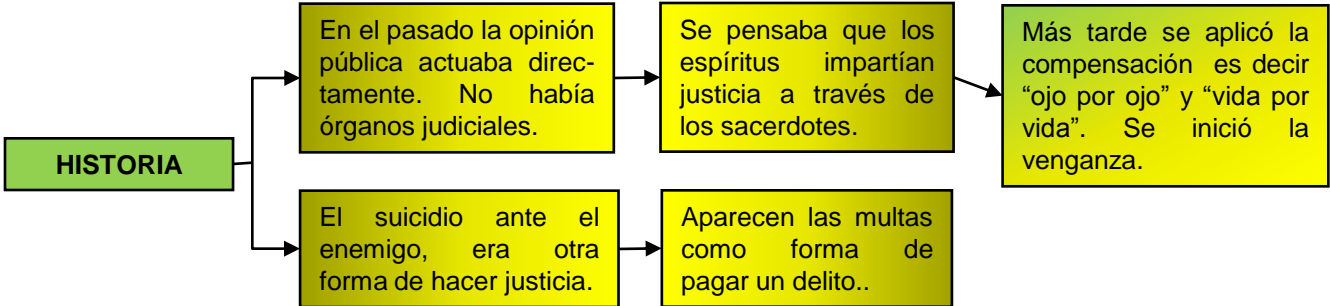 HISTORIA
En el pasado la opinión
pública actuaba direc-
tamente. No había
órganos judiciales.
Se pensaba que los
espíritus impartían
justicia a través de
los sacerdotes.
Más tarde se aplicó la
compensación es decir
“ojo por ojo” y “vida por
vida”. Se inició la
venganza.
El suicidio ante el
enemigo, era otra
forma de hacer justicia.
Aparecen las multas
como forma de
pagar un delito..